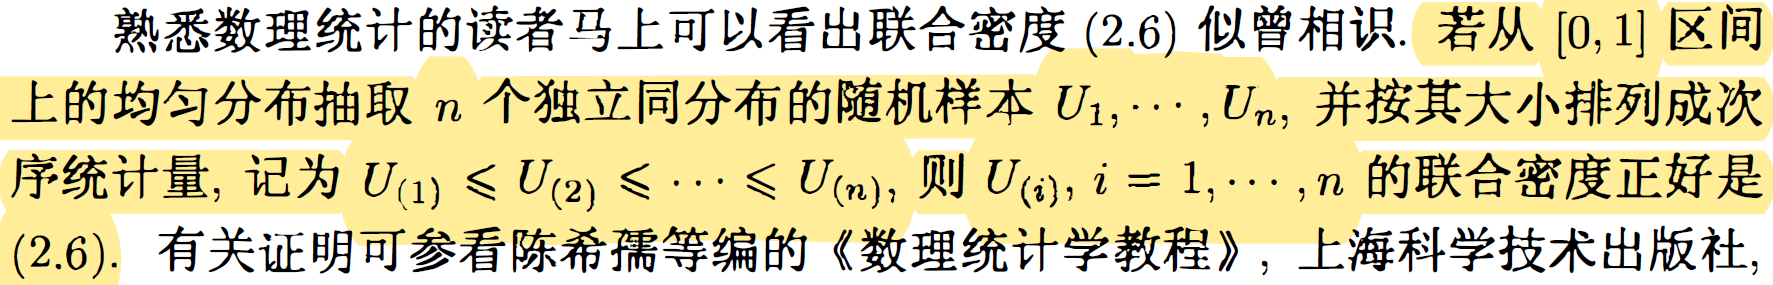 熟悉数理统计的读者马上可以看出联合密度 (2.6) 似曾相识. 若从 [0, 1] 区间
上的均匀分布抽取 n 个独立同分布的随机样本 U₁, ··· , Uₙ, 并按其大小排列成次
序统计量, 记为 U₍₁₎ ⩽ U₍₂₎ ⩽ ··· ⩽ U₍ₙ₎, 则 U₍ᵢ₎, i = 1, ··· , n 的联合密度正好是
(2.6). 有关证明可参看陈希孺等编的《数理统计学教程》, 上海科学技术出版社,